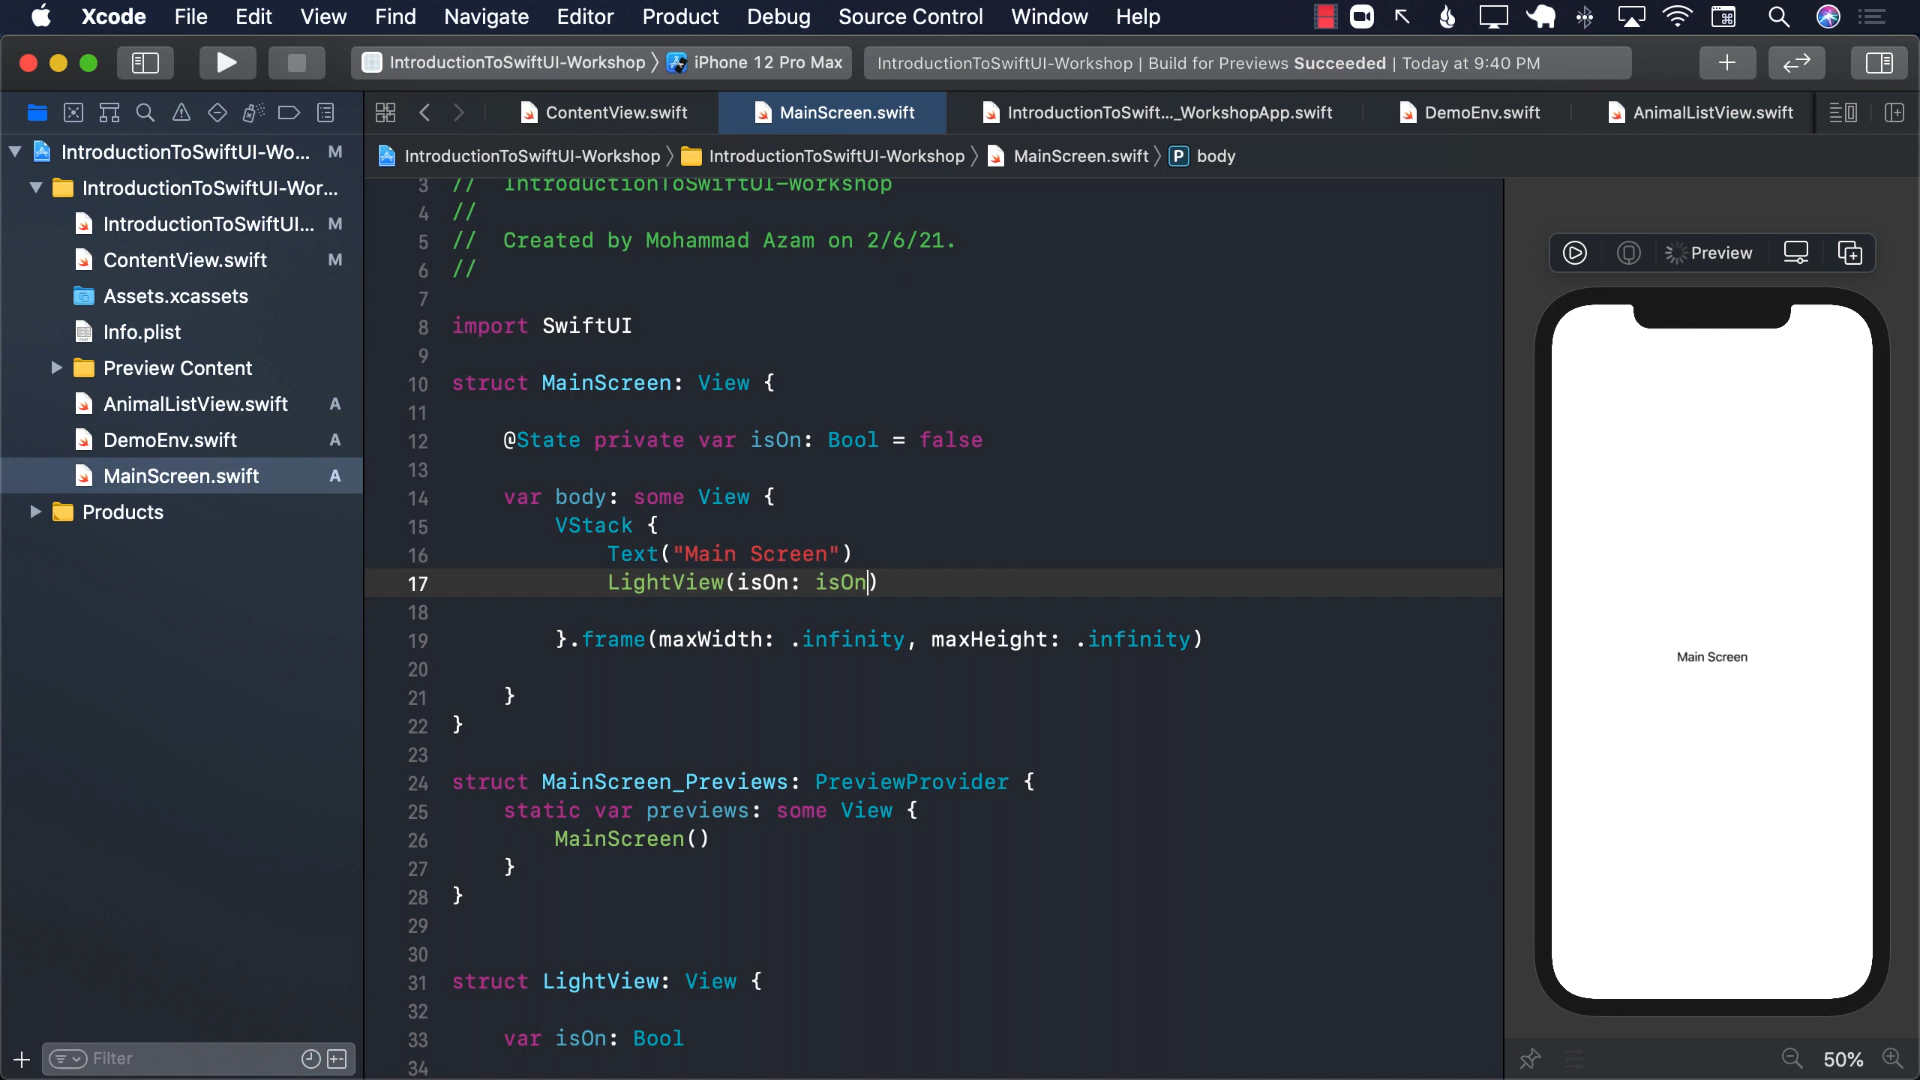 Xcode File Edit View Find Navigate Editor Product Debug Source Control Window Help
IntroductionToSwiftUI-Workshop 〉 iPhone 12 Pro Max
IntroductionToSwiftUI-Workshop | Build for Previews Succeeded | Today at 9:40 PM
ContentView.swift
MainScreen.swift
IntroductionToSwift..._WorkshopApp.swift
DemoEnv.swift
AnimalListView.swift
IntroductionToSwiftUI-Workshop 〉 IntroductionToSwiftUI-Workshop 〉 MainScreen.swift 〉 P body
IntroductionToSwiftUI-Wo... M
IntroductionToSwiftUI-Wor...
IntroductionToSwiftUI... M
ContentView.swift M
Assets.xcassets
Info.plist
Preview Content
AnimalListView.swift A
DemoEnv.swift A
MainScreen.swift A
Products
Filter
3 // IntroductionToSwiftUI-Workshop
4 //
5 // Created by Mohammad Azam on 2/6/21.
6 //
7
8 import SwiftUI
9
10 struct MainScreen: View {
11
12 @State private var isOn: Bool = false
13
14 var body: some View {
15 VStack {
16 Text("Main Screen")
17 LightView(isOn: isOn)
18
19 }.frame(maxWidth: .infinity, maxHeight: .infinity)
20
21 }
22 }
23
24 struct MainScreen_Previews: PreviewProvider {
25 static var previews: some View {
26 MainScreen()
27 }
28 }
29
30
31 struct LightView: View {
32
33 var isOn: Bool
34
Preview
Main Screen
50%